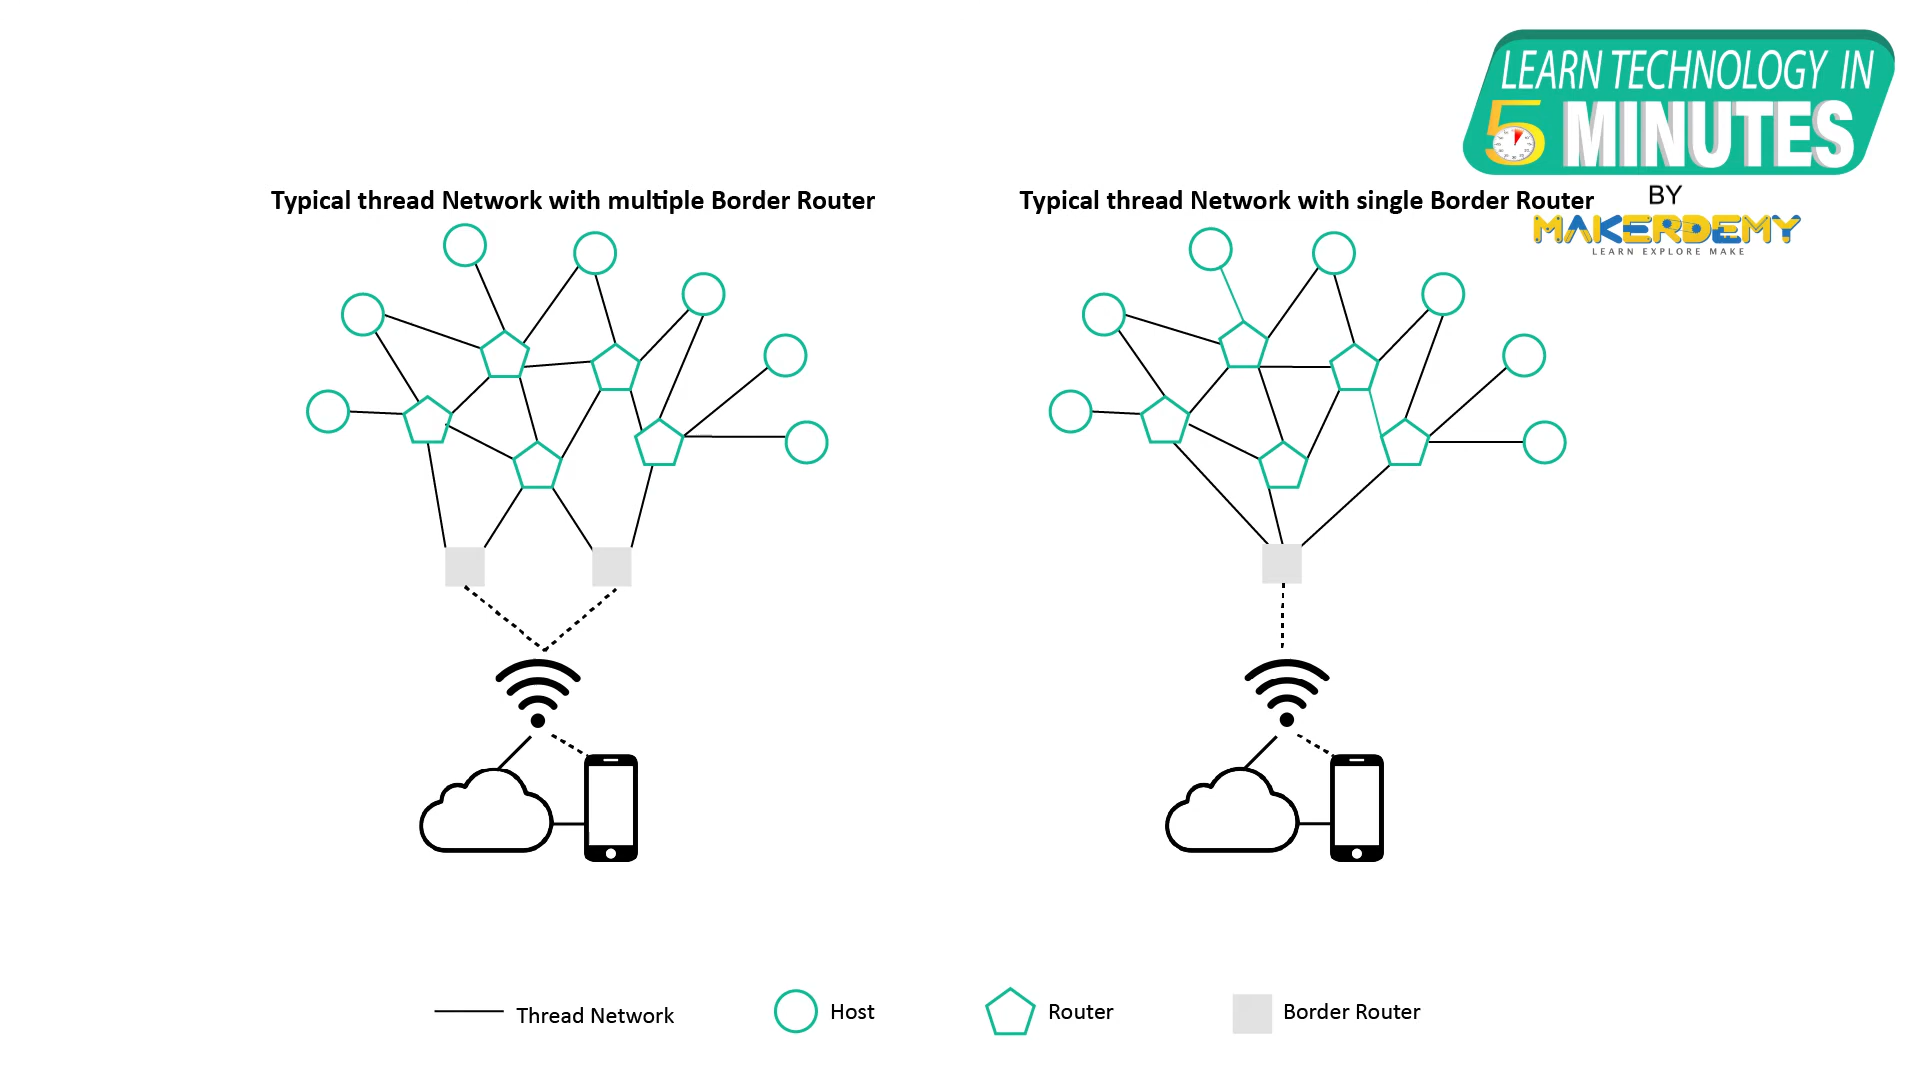 LEARN TECHNOLOGY IN
5 MINUTES
BY
MAKERDEMY
LEARN EXPLORE MAKE
Typical thread Network with multiple Border Router
Typical thread Network with single Border Router
Thread Network
Host
Router
Border Router